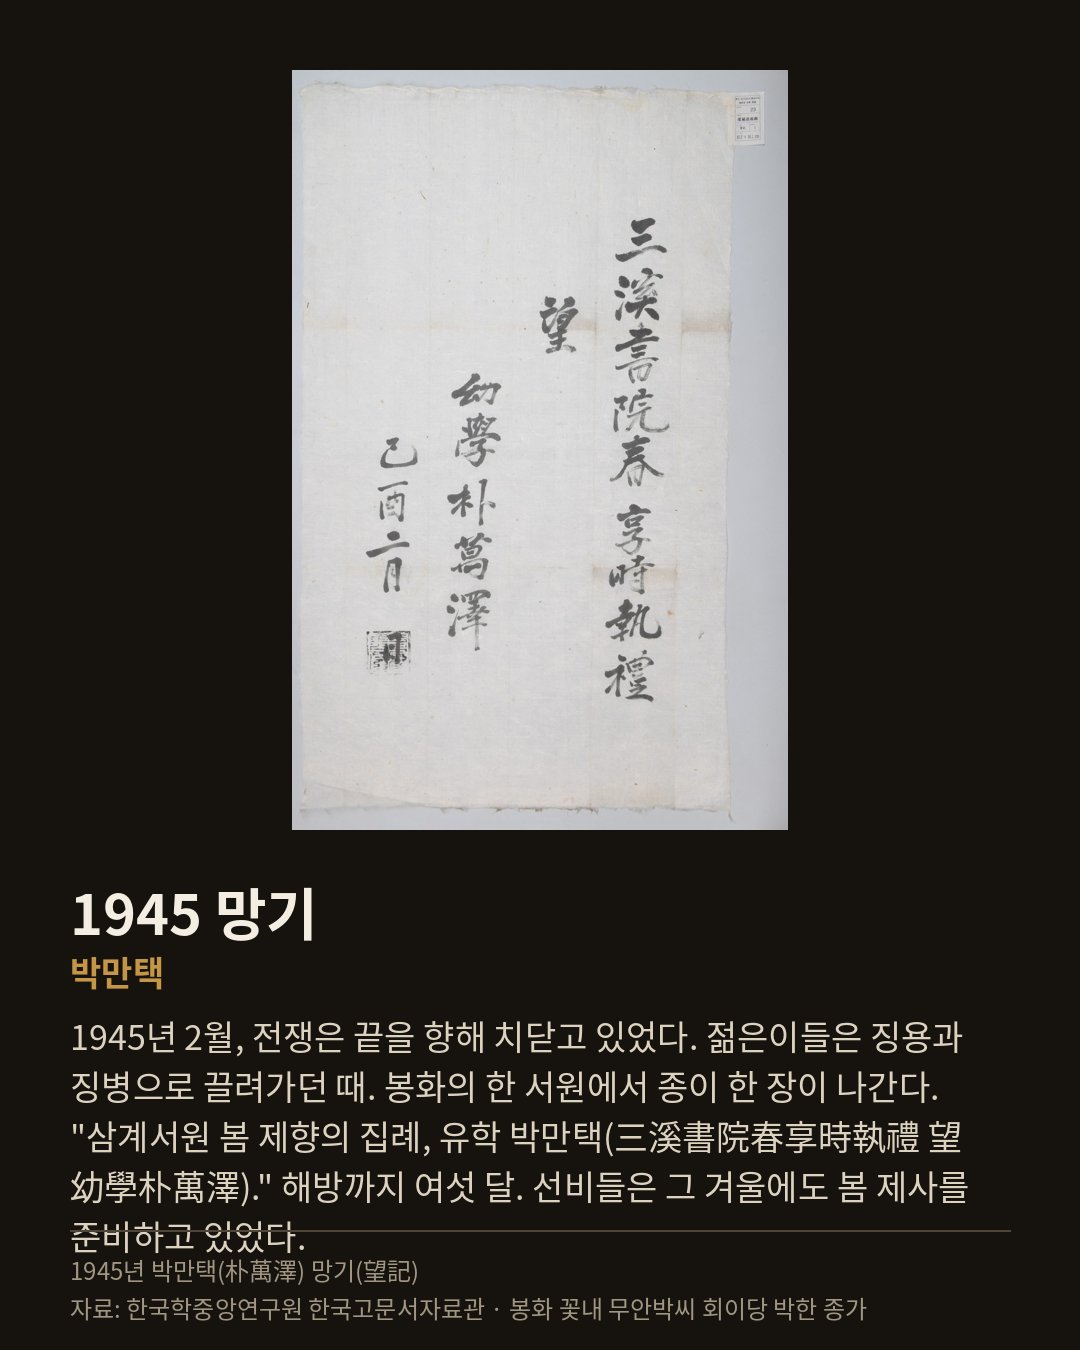 三溪書院春享時執禮
望
幼學朴萬澤
己酉二月
1945 망기
박만택
1945년 2월, 전쟁은 끝을 향해 치닫고 있었다. 젊은이들은 징용과
징병으로 끌려가던 때. 봉화의 한 서원에서 종이 한 장이 나간다.
"삼계서원 봄 제향의 집례, 유학 박만택(三溪書院春享時執禮 望
幼學朴萬澤)." 해방까지 여섯 달. 선비들은 그 겨울에도 봄 제사를
준비하고 있었다.
1945년 박만택(朴萬澤) 망기(望記)
자료: 한국학중앙연구원 한국고문서자료관 · 봉화 꽃내 무안박씨 회이당 박한 종가